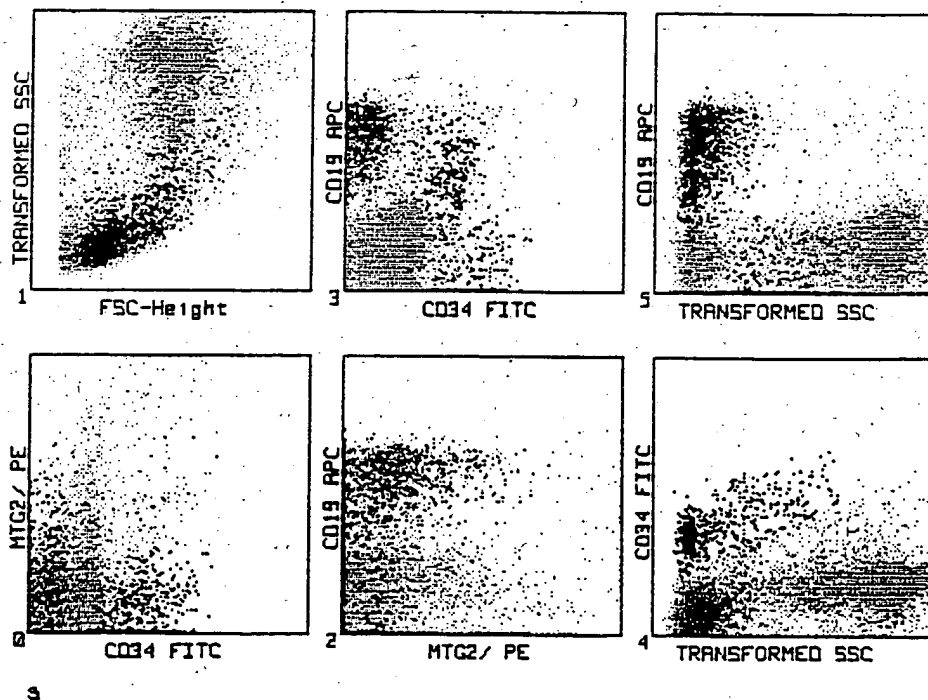 TRANSFORMED SSC
1
FSC-Height
CD19 APC
3
CD34 FITC
CD19 APC
5
TRANSFORMED SSC
MTG2/ PE
0
CD34 FITC
CD19 APC
2
MTG2/ PE
CD34 FITC
4
TRANSFORMED SSC